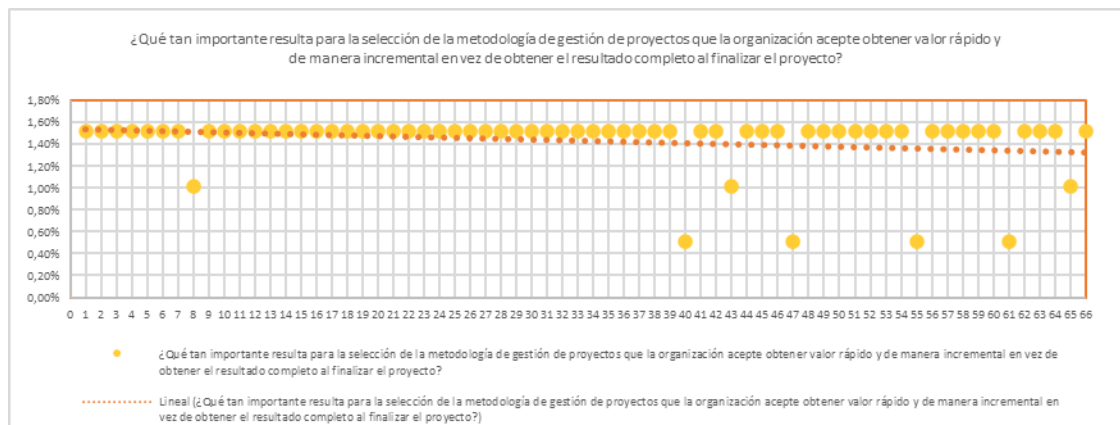 ¿Qué tan importante resulta para la selección de la metodología de gestión de proyectos que la organización acepte obtener valor rápido y
de manera incremental en vez de obtener el resultado completo al finalizar el proyecto?
1,80%
1,60%
1,40%
1,20%
1,00%
0,80%
0,60%
0,40%
0,20%
0,00%
0 1 2 3 4 5 6 7 8 9 10 11 12 13 14 15 16 17 18 19 20 21 22 23 24 25 26 27 28 29 30 31 32 33 34 35 36 37 38 39 40 41 42 43 44 45 46 47 48 49 50 51 52 53 54 55 56 57 58 59 60 61 62 63 64 65 66
¿Qué tan importante resulta para la selección de la metodología de gestión de proyectos que la organización acepte obtener valor rápido y de manera incremental en vez de
obtener el resultado completo al finalizar el proyecto?
Lineal (¿Qué tan importante resulta para la selección de la metodología de gestión de proyectos que la organización acepte obtener valor rápido y de manera incremental en
vez de obtener el resultado completo al finalizar el proyecto?)